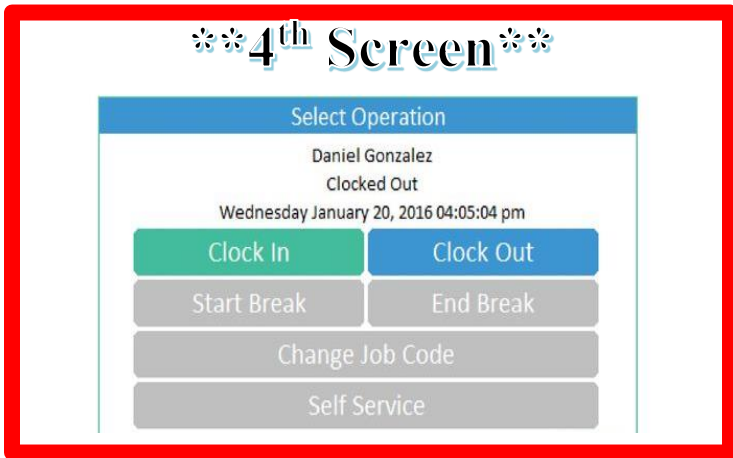 **4th Screen**
Select Operation
Daniel Gonzalez
Clocked Out
Wednesday January 20, 2016 04:05:04 pm
Clock In Clock Out
Start Break End Break
Change Job Code
Self Service